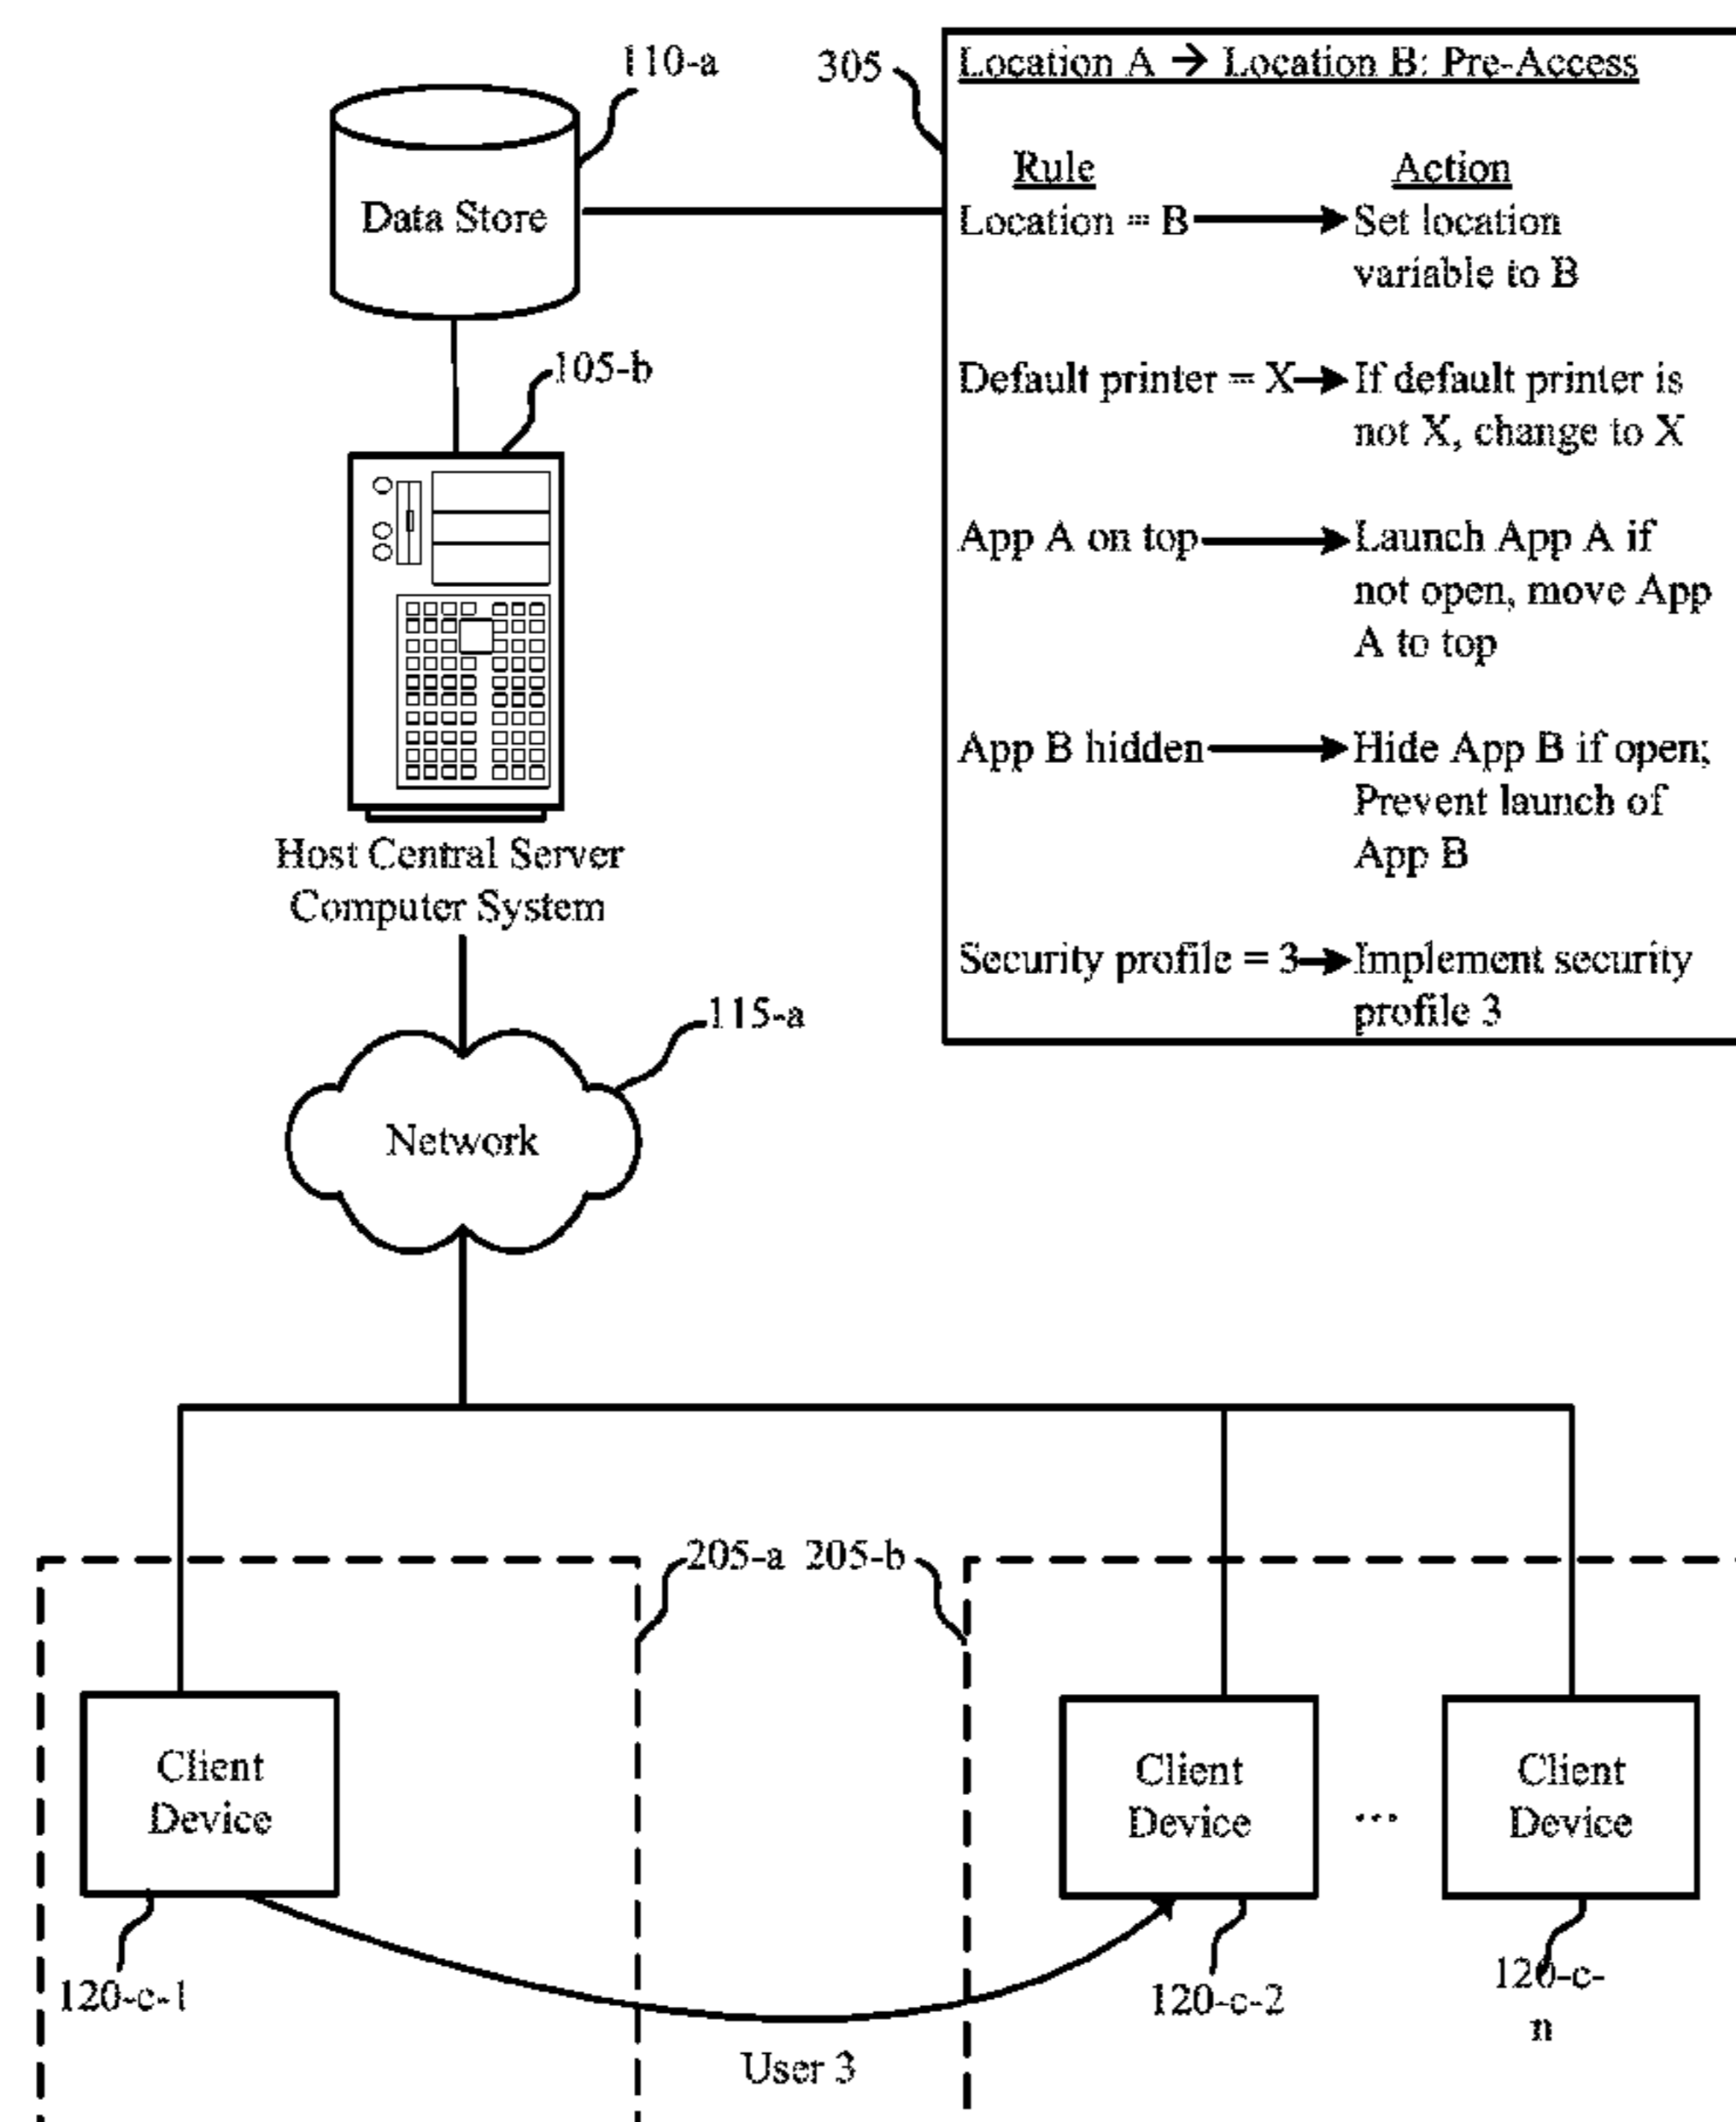 110-a
305
Location A → Location B: Pre-Access
Rule
Action
Location = B
Set location
variable to B
Data Store
105-b
Default printer = X
If default printer is
not X, change to X
App A on top
Launch App A if
not open, move App
A to top
App B hidden
Hide App B if open;
Prevent launch of
App B
Security profile = 3
Implement security
profile 3
Host Central Server
Computer System
115-a
Network
205-a
205-b
Client
Device
Client
Device
...
Client
Device
120-c-1
120-c-2
120-c-
n
User 3